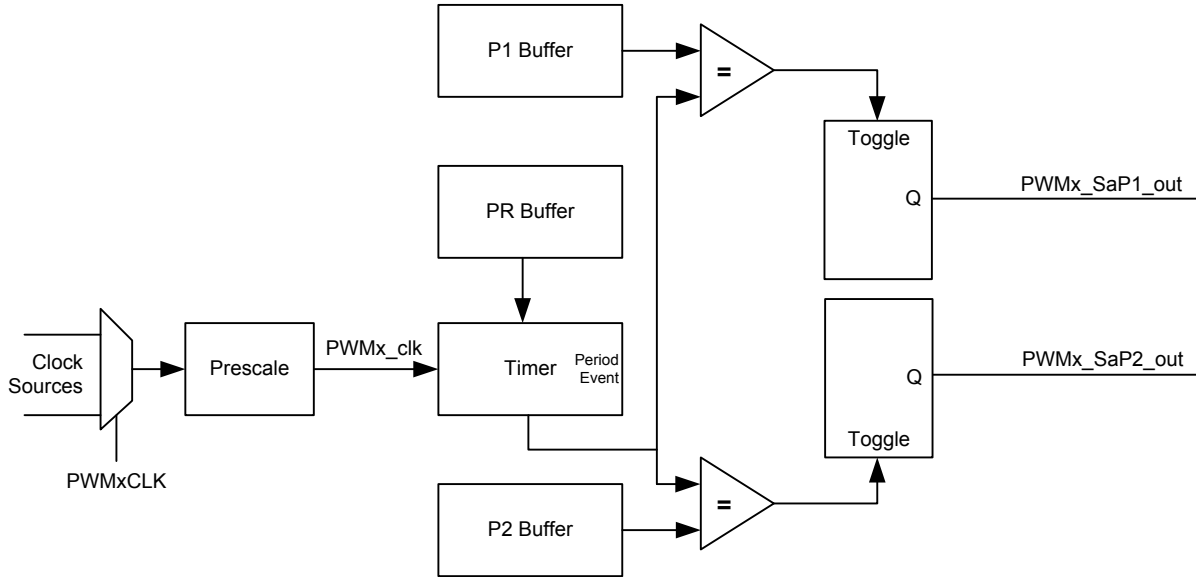 P1 Buffer
=
Toggle
Q
PWMx_SaP1_out
PR Buffer
Clock
Sources
Prescale
PWMx_clk
Timer
Period
Event
PWMxCLK
Q
Toggle
PWMx_SaP2_out
P2 Buffer
=